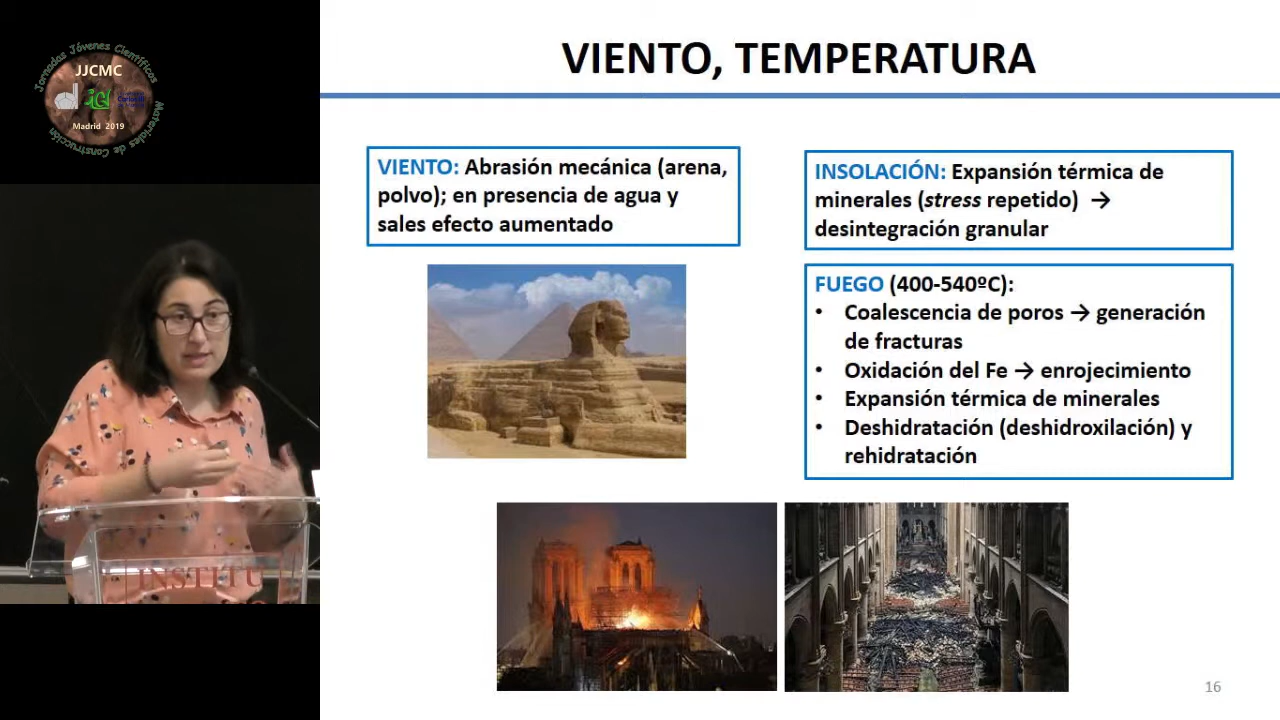 Jornadas Jóvenes Científicos
JJCMC
Madrid 2019
Materiales de Construcción
INSTITU
VIENTO, TEMPERATURA
VIENTO: Abrasión mecánica (arena,
polvo); en presencia de agua y
sales efecto aumentado
INSOLACIÓN: Expansión térmica de
minerales (stress repetido) →
desintegración granular
FUEGO (400-540ºC):
• Coalescencia de poros → generación
de fracturas
• Oxidación del Fe → enrojecimiento
• Expansión térmica de minerales
• Deshidratación (deshidroxilación) y
rehidratación
16